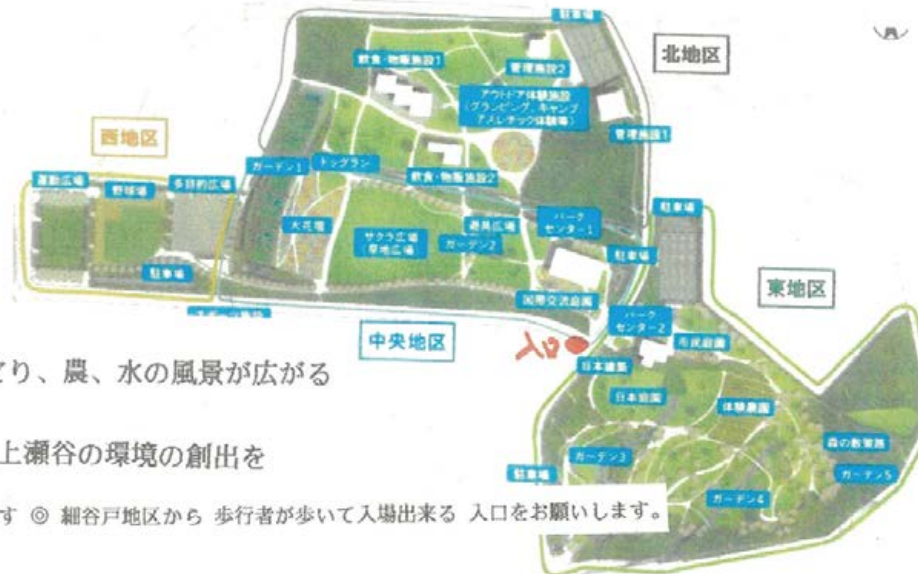 駐車場
北地区
飲食・物販施設1
管理施設2
アウトドア体験施設
(グランピング、キャンプ
アスレチック体験場)
管理施設1
西地区
運動広場
野球場
多目的広場
ガーデン1
ドッグラン
飲食・物販施設2
駐車場
大花壇
サクラ広場
草地広場
遊具広場
ガーデン2
パーク
センター1
駐車場
駐車場
東地区
国際交流庭園
中央地区
入口
パーク
センター2
市民庭園
日本建築
日本庭園
体験農園
森の散策路
ガーデン3
駐車場
ガーデン4
ガーデン5
り、農、水の風景が広がる
上瀬谷の環境の創出を
す ◎ 細谷戸地区から 歩行者が歩いて入場出来る 入口をお願いします。